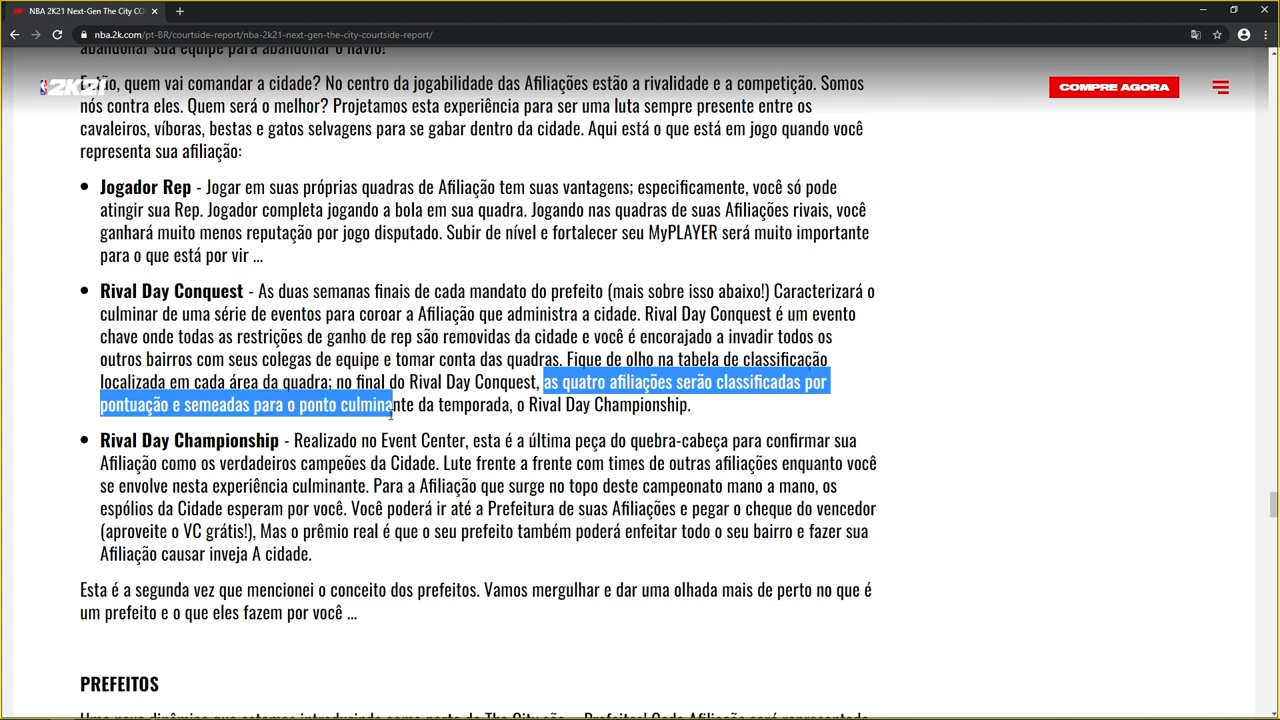 NBA 2K21 Next-Gen The City CO
nba.2k.com/pt-BR/courtside-report/nba-2k21-next-gen-the-city-courtside-report/
abandonar sua equipe para abandonar o navio!
Então, quem vai comandar a cidade? No centro da jogabilidade das Afiliações estão a rivalidade e a competição. Somos
2K21
COMPRE AGORA
nós contra eles. Quem será o melhor? Projetamos esta experiência para ser uma luta sempre presente entre os
cavaleiros, víboras, bestas e gatos selvagens para se gabar dentro da cidade. Aqui está o que está em jogo quando você
representa sua afiliação:
Jogador Rep - Jogar em suas próprias quadras de Afiliação tem suas vantagens; especificamente, você só pode
atingir sua Rep. Jogador completa jogando a bola em sua quadra. Jogando nas quadras de suas Afiliações rivais, você
ganhará muito menos reputação por jogo disputado. Subir de nível e fortalecer seu MyPLAYER será muito importante
para o que está por vir ...
Rival Day Conquest - As duas semanas finais de cada mandato do prefeito (mais sobre isso abaixo!) Caracterizará o
culminar de uma série de eventos para coroar a Afiliação que administra a cidade. Rival Day Conquest é um evento
chave onde todas as restrições de ganho de rep são removidas da cidade e você é encorajado a invadir todos os
outros bairros com seus colegas de equipe e tomar conta das quadras. Fique de olho na tabela de classificação
localizada em cada área da quadra; no final do Rival Day Conquest, as quatro afiliações serão classificadas por
pontuação e semeadas para o ponto culminante da temporada, o Rival Day Championship.
Rival Day Championship - Realizado no Event Center, esta é a última peça do quebra-cabeça para confirmar sua
Afiliação como os verdadeiros campeões da Cidade. Lute frente a frente com times de outras afiliações enquanto você
se envolve nesta experiência culminante. Para a Afiliação que surge no topo deste campeonato mano a mano, os
espólios da Cidade esperam por você. Você poderá ir até a Prefeitura de suas Afiliações e pegar o cheque do vencedor
(aproveite o VC grátis!), Mas o prêmio real é que o seu prefeito também poderá enfeitar todo o seu bairro e fazer sua
Afiliação causar inveja A cidade.
Esta é a segunda vez que mencionei o conceito dos prefeitos. Vamos mergulhar e dar uma olhada mais de perto no que é
um prefeito e o que eles fazem por você ...
PREFEITOS
Uma nova dinâmica que estamos introduzindo como parte de The City são ... Prefeitos! Cada Afiliação será representada